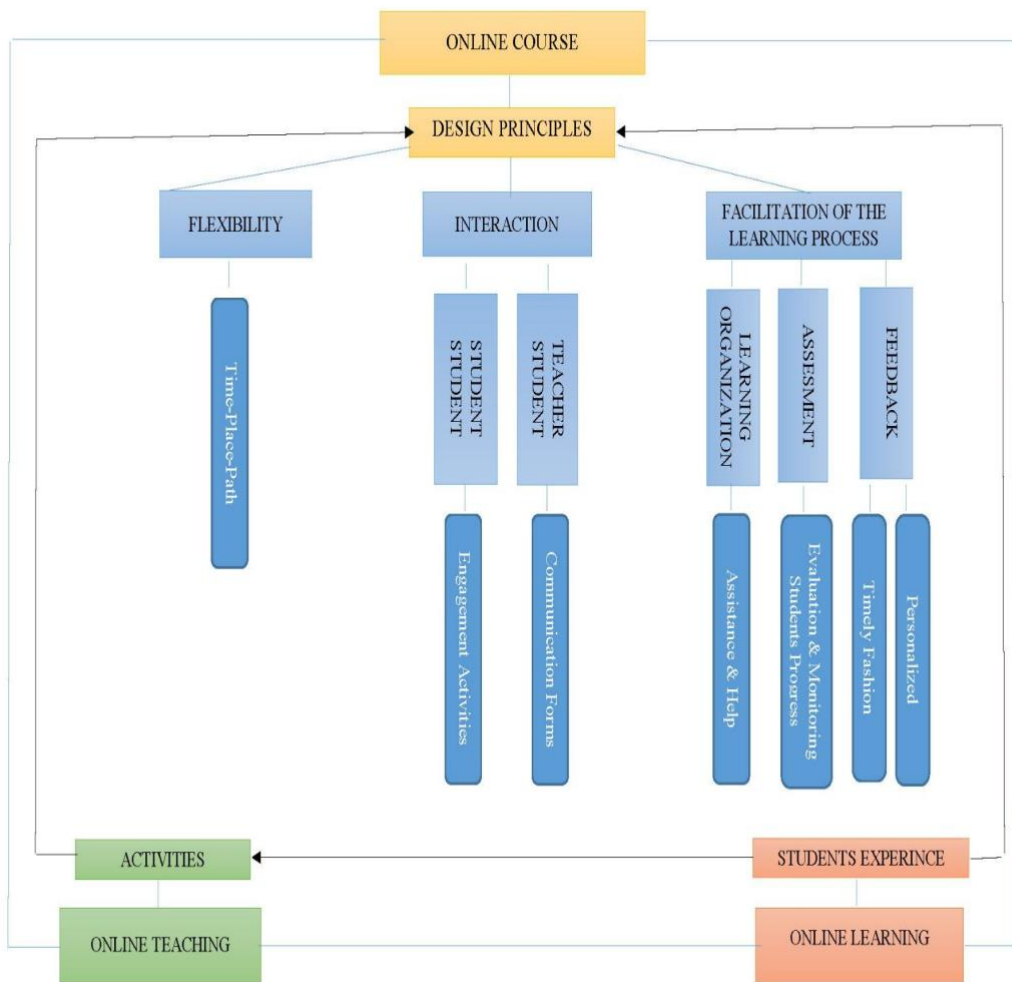 ONLINE COURSE
DESIGN PRINCIPLES
FLEXIBILITY
INTERACTION
FACILITATION OF THE
LEARNING PROCESS
Time-Place-Path
STUDENT
STUDENT
TEACHER
STUDENT
LEARNING
ORGANIZATION
ASSESMENT
FEEDBACK
Engagement Activities
Communication Forms
Assistance & Help
Evaluation & Monitoring
Students Progress
Timely Fashion
Personalized
ACTIVITIES
STUDENTS EXPERINCE
ONLINE TEACHING
ONLINE LEARNING